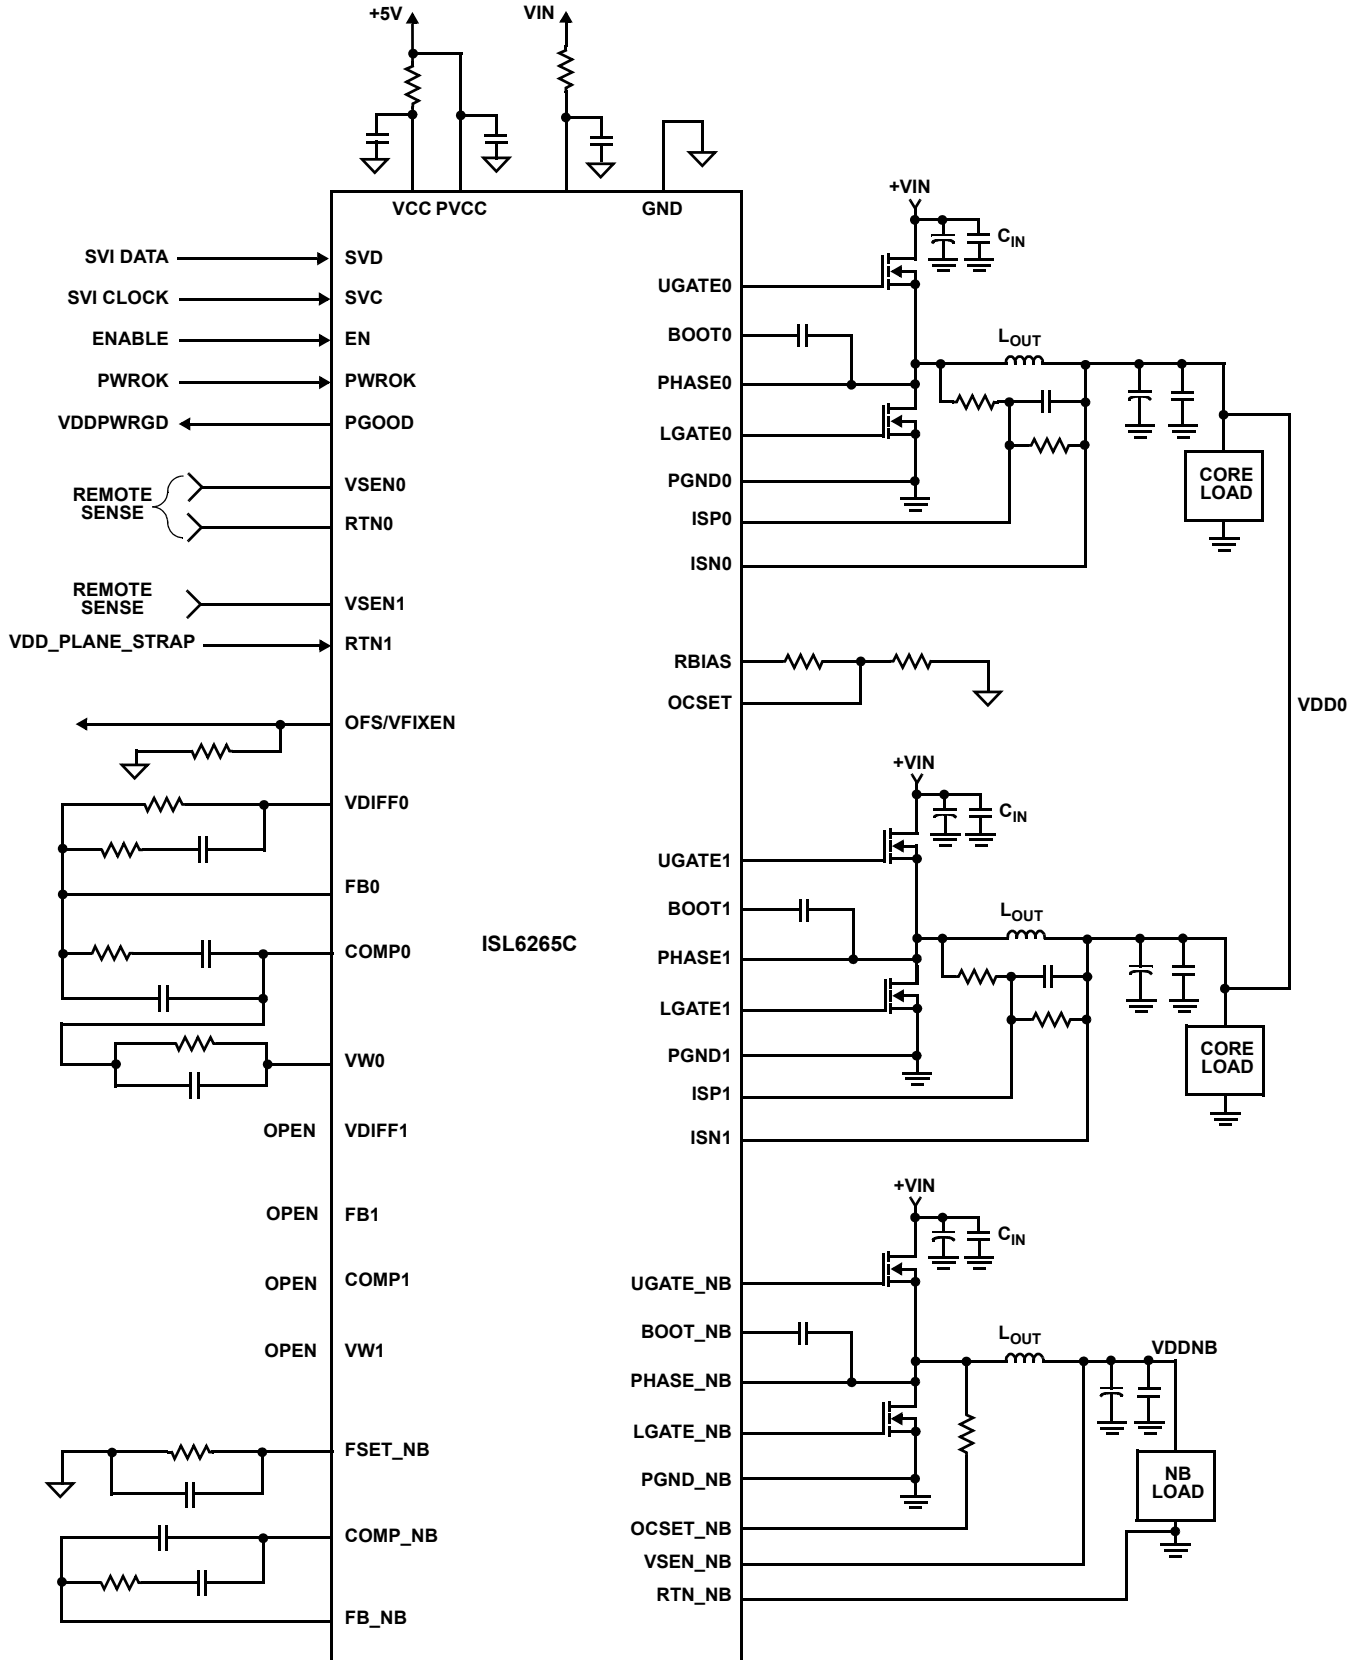 +5V
VIN
VCC PVCC
GND
SVI DATA
SVD
SVI CLOCK
SVC
ENABLE
EN
PWROK
PWROK
VDDPWRGD
PGOOD
REMOTE
SENSE
VSEN0
RTN0
REMOTE
SENSE
VSEN1
VDD_PLANE_STRAP
RTN1
OFS/VFIXEN
VDIFF0
FB0
COMP0
VW0
OPEN
VDIFF1
OPEN
FB1
OPEN
COMP1
OPEN
VW1
FSET_NB
COMP_NB
FB_NB
ISL6265C
+VIN
CIN
UGATE0
BOOT0
LOUT
PHASE0
LGATE0
PGND0
ISP0
ISN0
CORE
LOAD
RBIAS
OCSET
VDD0
+VIN
CIN
UGATE1
BOOT1
LOUT
PHASE1
LGATE1
PGND1
ISP1
ISN1
CORE
LOAD
+VIN
CIN
UGATE_NB
BOOT_NB
LOUT
VDDNB
PHASE_NB
LGATE_NB
PGND_NB
OCSET_NB
VSEN_NB
RTN_NB
NB
LOAD